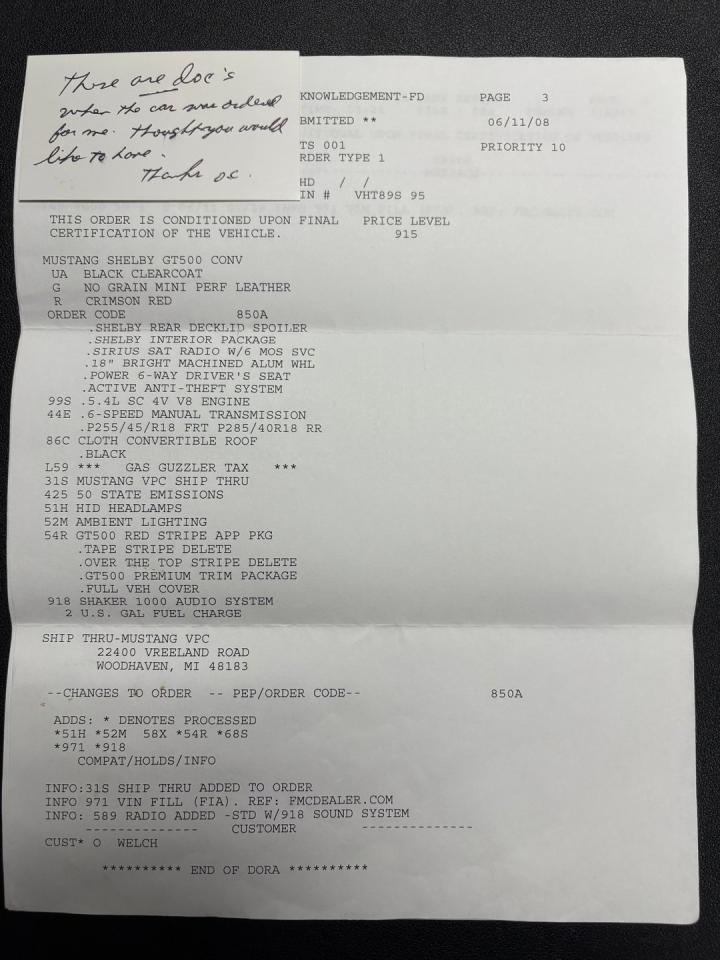 These are doc's
when the car was ordered
for me. thought you would
like to have.
Thanks
KNOWLEDGEMENT-FD PAGE 3
BMITTED ** 06/11/08
TS 001 PRIORITY 10
RDER TYPE 1
HD / /
IN # VHT89S 95
THIS ORDER IS CONDITIONED UPON FINAL PRICE LEVEL
CERTIFICATION OF THE VEHICLE. 915
MUSTANG SHELBY GT500 CONV
UA BLACK CLEARCOAT
G NO GRAIN MINI PERF LEATHER
R CRIMSON RED
ORDER CODE 850A
.SHELBY REAR DECKLID SPOILER
.SHELBY INTERIOR PACKAGE
.SIRIUS SAT RADIO W/6 MOS SVC
.18" BRIGHT MACHINED ALUM WHL
.POWER 6-WAY DRIVER'S SEAT
.ACTIVE ANTI-THEFT SYSTEM
99S .5.4L SC 4V V8 ENGINE
44E .6-SPEED MANUAL TRANSMISSION
.P255/45/R18 FRT P285/40R18 RR
86C CLOTH CONVERTIBLE ROOF
.BLACK
L59 *** GAS GUZZLER TAX ***
31S MUSTANG VPC SHIP THRU
425 50 STATE EMISSIONS
51H HID HEADLAMPS
52M AMBIENT LIGHTING
54R GT500 RED STRIPE APP PKG
.TAPE STRIPE DELETE
.OVER THE TOP STRIPE DELETE
.GT500 PREMIUM TRIM PACKAGE
.FULL VEH COVER
918 SHAKER 1000 AUDIO SYSTEM
2 U.S. GAL FUEL CHARGE
SHIP THRU-MUSTANG VPC
22400 VREELAND ROAD
WOODHAVEN, MI 48183
--CHANGES TO ORDER -- PEP/ORDER CODE-- 850A
ADDS: * DENOTES PROCESSED
*51H *52M 58X *54R *68S
*971 *918
COMPAT/HOLDS/INFO
INFO:31S SHIP THRU ADDED TO ORDER
INFO 971 VIN FILL (FIA). REF: FMCDEALER.COM
INFO: 589 RADIO ADDED -STD W/918 SOUND SYSTEM
-------------- CUSTOMER --------------
CUST* O WELCH
********** END OF DORA **********